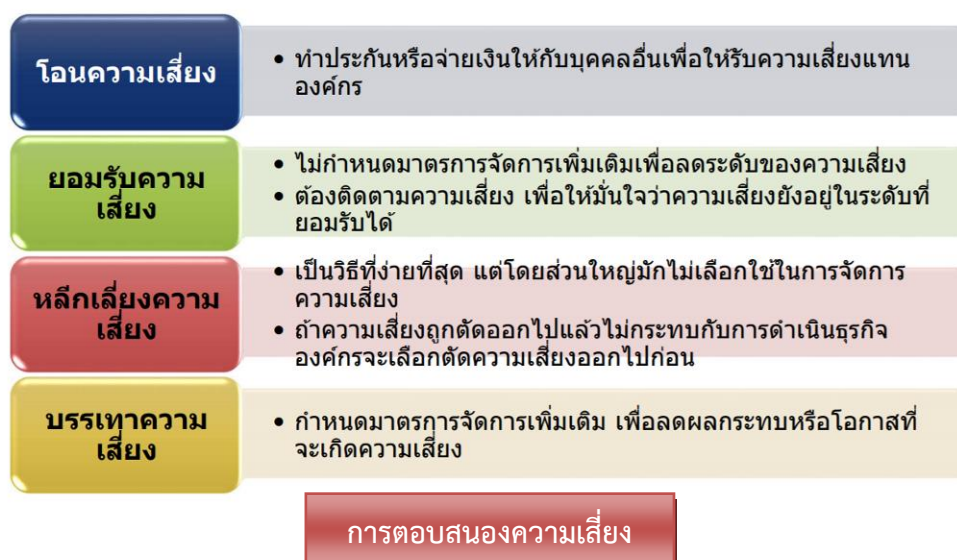 โอนความเสี่ยง
• ทำประกันหรือจ่ายเงินให้กับบุคคลอื่นเพื่อให้รับความเสี่ยงแทน
องค์กร
ยอมรับความ
เสี่ยง
• ไม่กำหนดมาตรการจัดการเพิ่มเติมเพื่อลดระดับของความเสี่ยง
• ต้องติดตามความเสี่ยง เพื่อให้มั่นใจว่าความเสี่ยงยังอยู่ในระดับที่
ยอมรับได้
หลีกเลี่ยงความ
เสี่ยง
• เป็นวิธีที่ง่ายที่สุด แต่โดยส่วนใหญ่มักไม่เลือกใช้ในการจัดการ
ความเสี่ยง
• ถ้าความเสี่ยงถูกตัดออกไปแล้วไม่กระทบกับการดำเนินธุรกิจ
องค์กรจะเลือกตัดความเสี่ยงออกไปก่อน
บรรเทาความ
เสี่ยง
• กำหนดมาตรการจัดการเพิ่มเติม เพื่อลดผลกระทบหรือโอกาสที่
จะเกิดความเสี่ยง
การตอบสนองความเสี่ยง